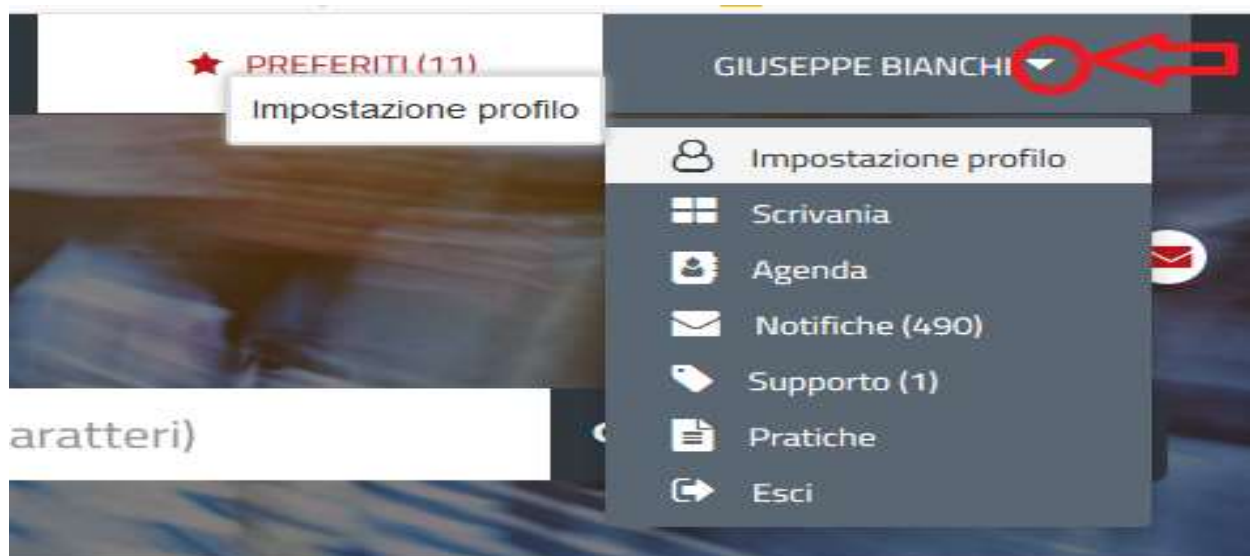 PREFERITI (11)
GIUSEPPE BIANCHI
Impostazione profilo
Impostazione profilo
Scrivania
Agenda
Notifiche (490)
Supporto (1)
Pratiche
Esci
aratteri)